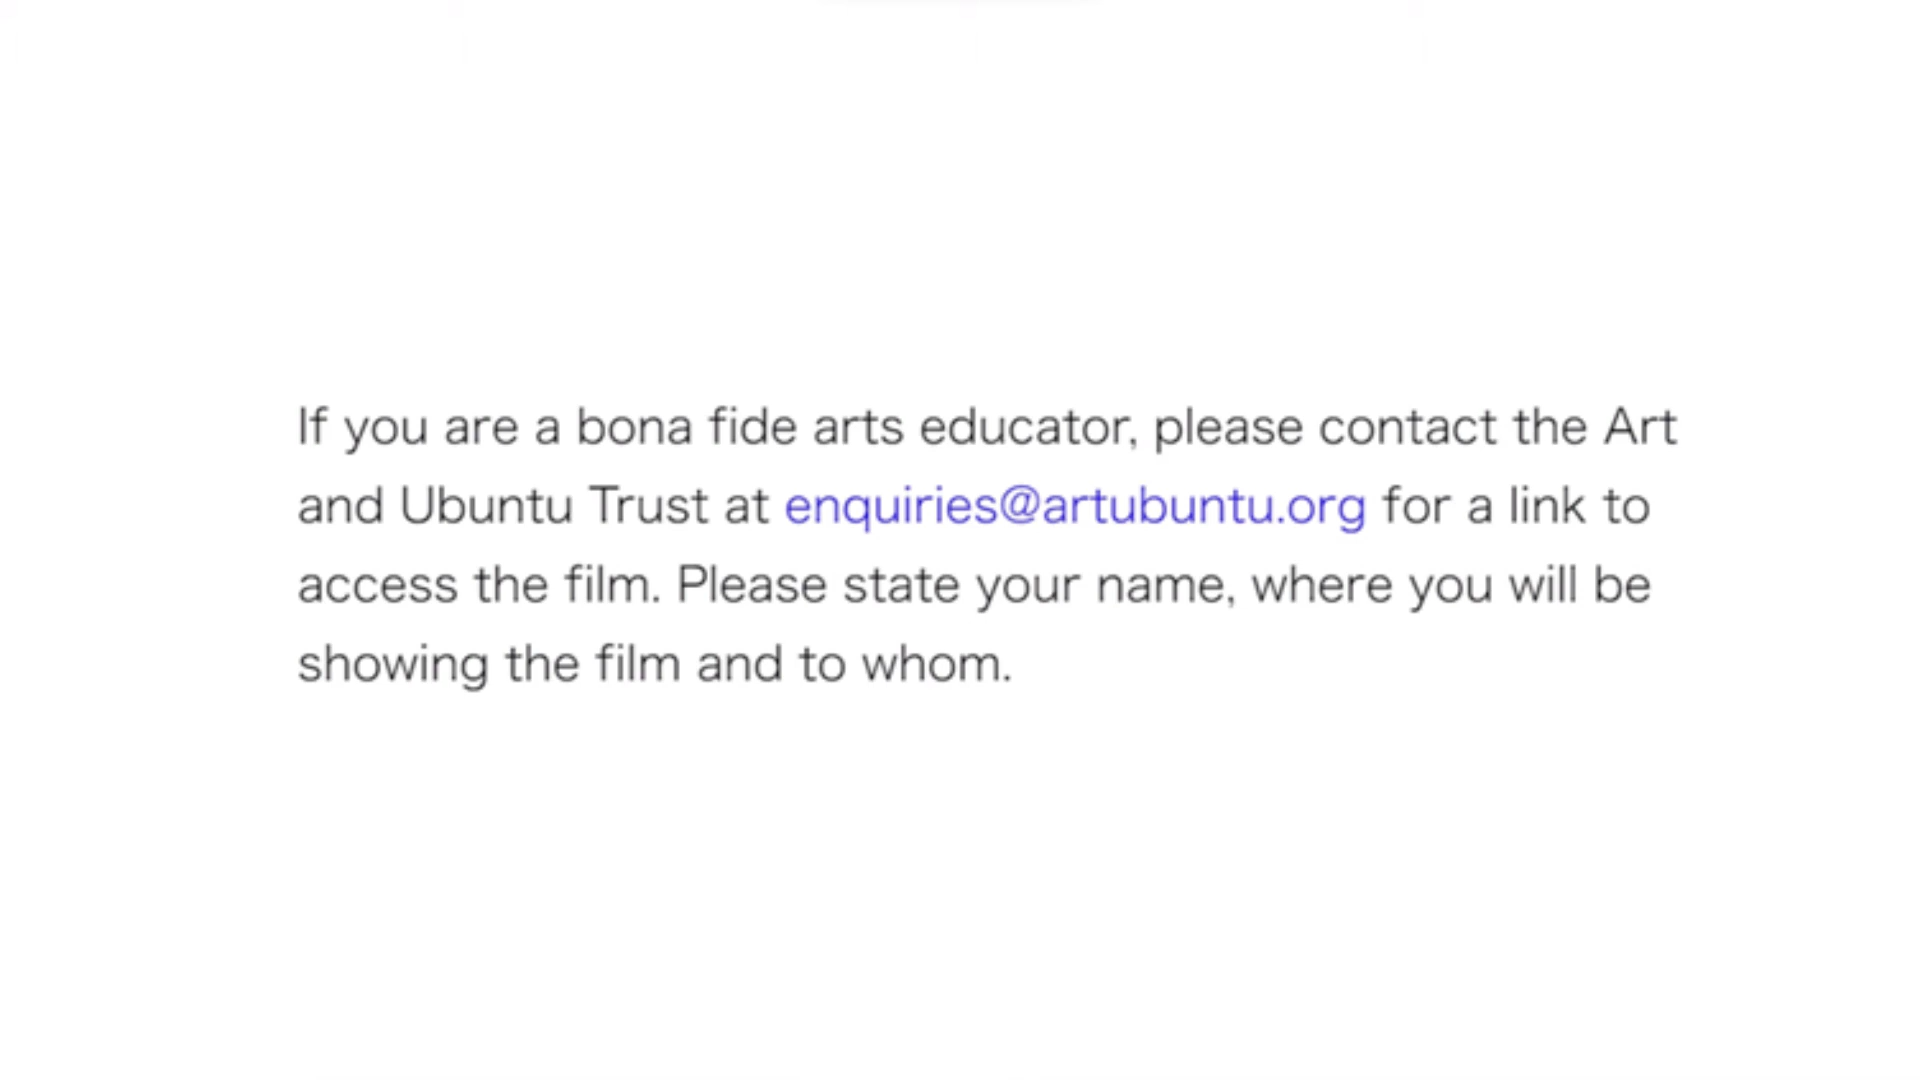 If you are a bona fide arts educator, please contact the Art
and Ubuntu Trust at enquiries@artubuntu.org for a link to
access the film. Please state your name, where you will be
showing the film and to whom.